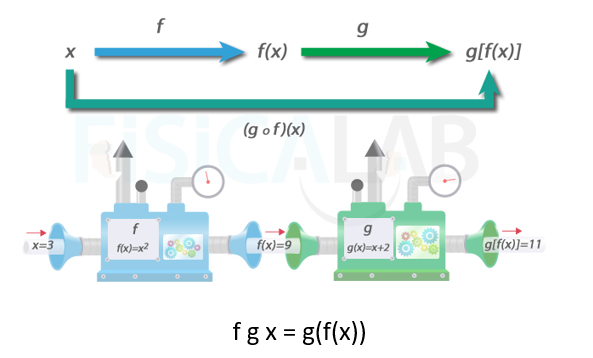 f g
x f(x) g[f(x)]
(g o f)(x)
FISICALAB
f g
f(x)=x² g(x)=x+2
x=3 f(x)=9 g[f(x)]=11
f g x = g(f(x))